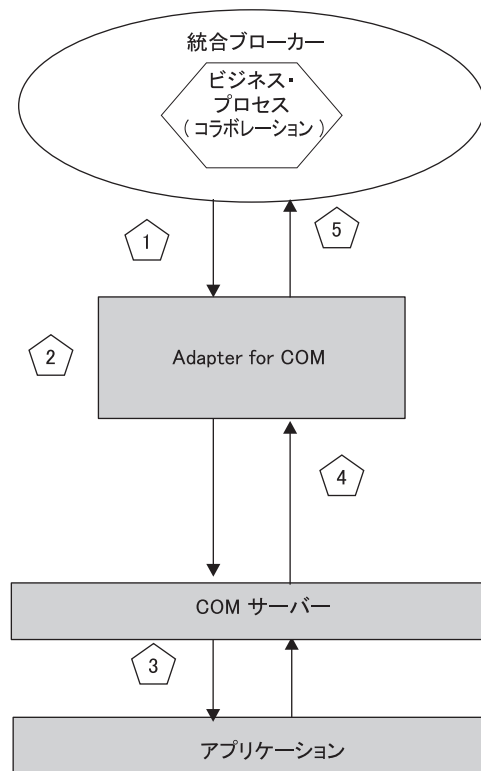 統合ブローカー
ビジネス・
プロセス
( コラボレーション )
1
5
2
Adapter for COM
4
COM サーバー
3
アプリケーション